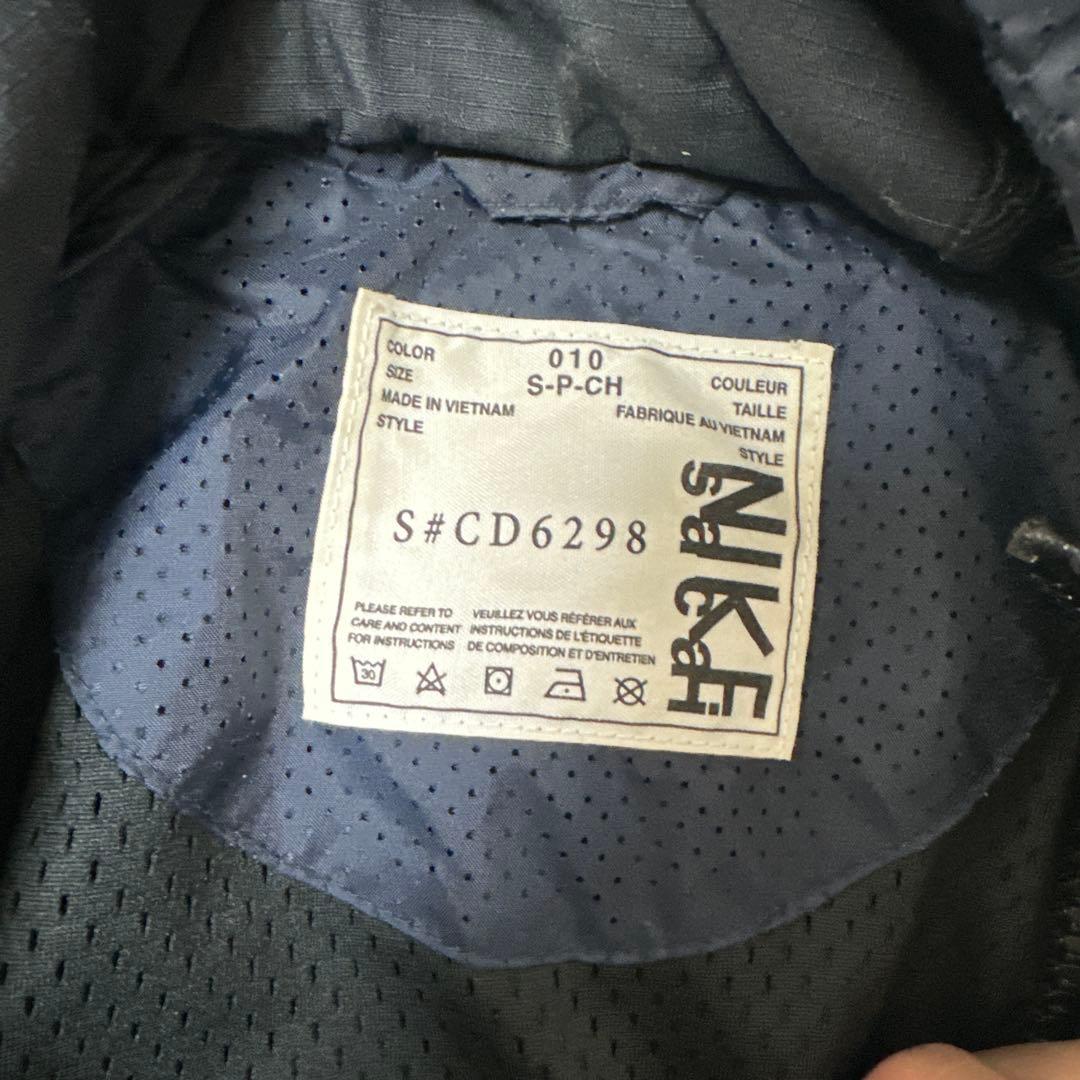 COLOR 010 COULEUR
SIZE S-P-CH TAILLE
MADE IN VIETNAM FABRIQUE AU VIETNAM
STYLE STYLE
S#CD6298
NIKE
sacai
PLEASE REFER TO
CARE AND CONTENT
FOR INSTRUCTIONS
VEUILLEZ VOUS RÉFÉRER AUX
INSTRUCTIONS DE L'ÉTIQUETTE
DE COMPOSITION ET D'ENTRETIEN
30